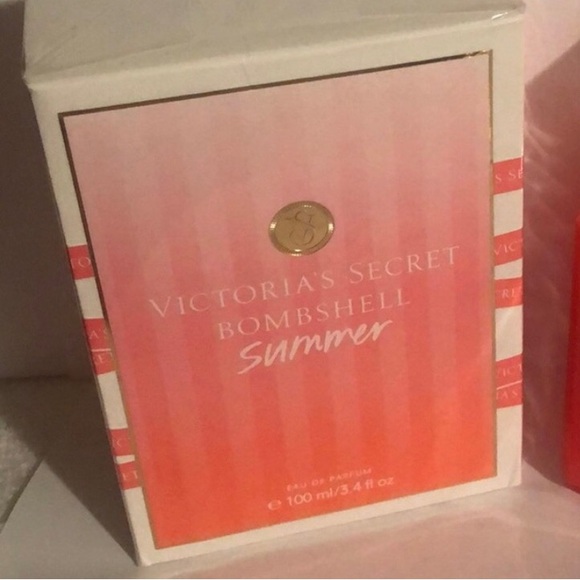 VICTORIA'S SECRET
BOMBSHELL
summer
EAU DE PARFUM
℮ 100 ml/3.4 fl oz